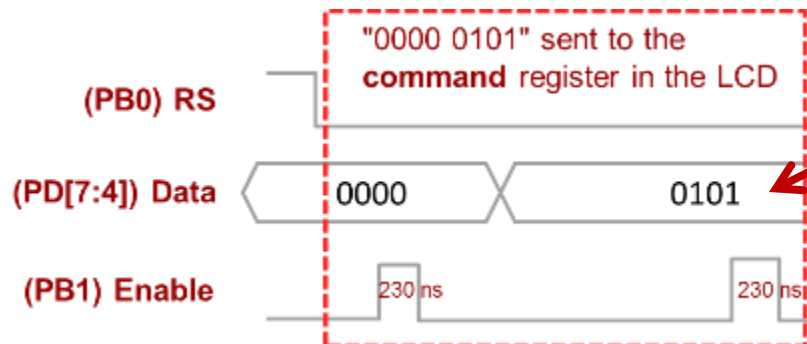 "0000 0101" sent to the
command register in the LCD
(PB0) RS
(PD[7:4]) Data
0000
0101
(PB1) Enable
230 ns
230 ns